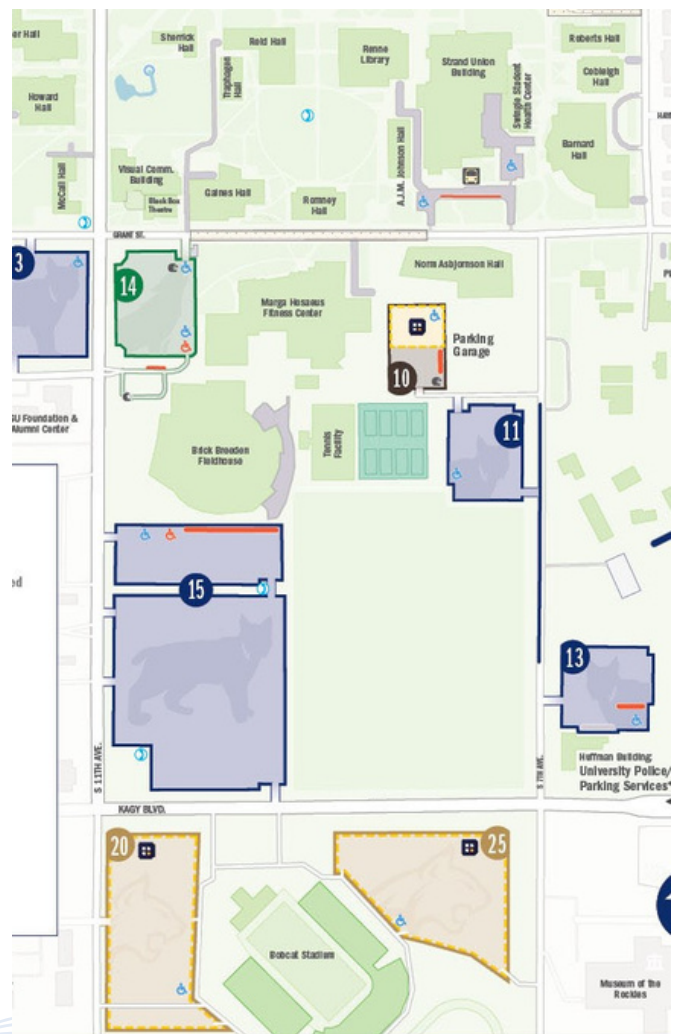 er Hall
Sherrick
Hall
Reid Hall
Renne
Library
Strand Union
Building
Roberts Hall
Cobleigh
Hall
Howard
Hall
Traphagen
Hall
Swingle Student
Health Center
A.J.M. Johnson Hall
Barnard
Hall
McCall Hall
Visual Comm.
Building
Black Box
Theatre
Gaines Hall
Romney
Hall
GRANT ST.
3
14
Norm Asbjornson Hall
Marga Hosaeus
Fitness Center
Parking
Garage
10
SU Foundation &
Alumni Center
Brick Breeden
Fieldhouse
Tennis
Facility
11
ed
15
13
S 11TH AVE.
S 7TH AVE.
Huffman Building:
University Police/
Parking Services*
KAGY BLVD.
20
25
Bobcat Stadium
Museum of the
Rockies